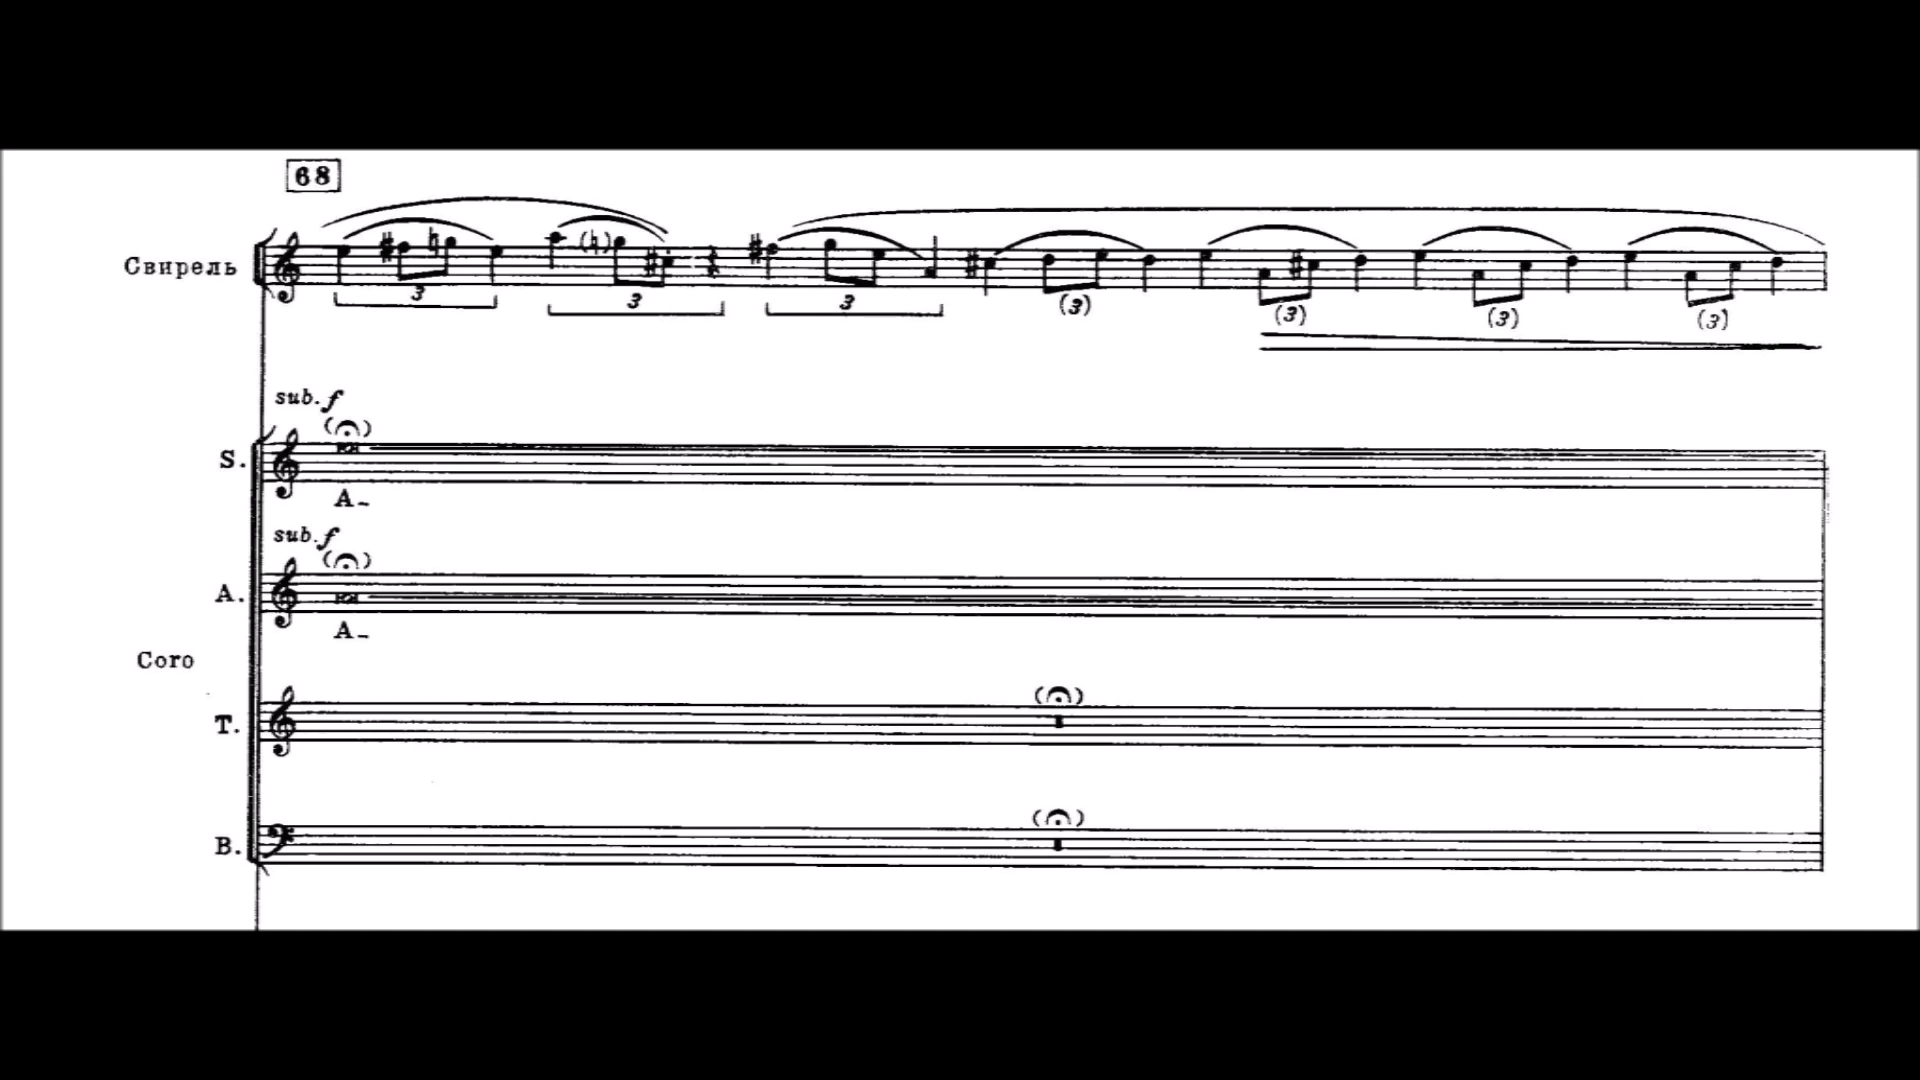 68
Свирель
3 3 3 (3) (3) (3) (3)
sub. f
S.
A-
sub. f
A.
A-
Coro
T.
B.